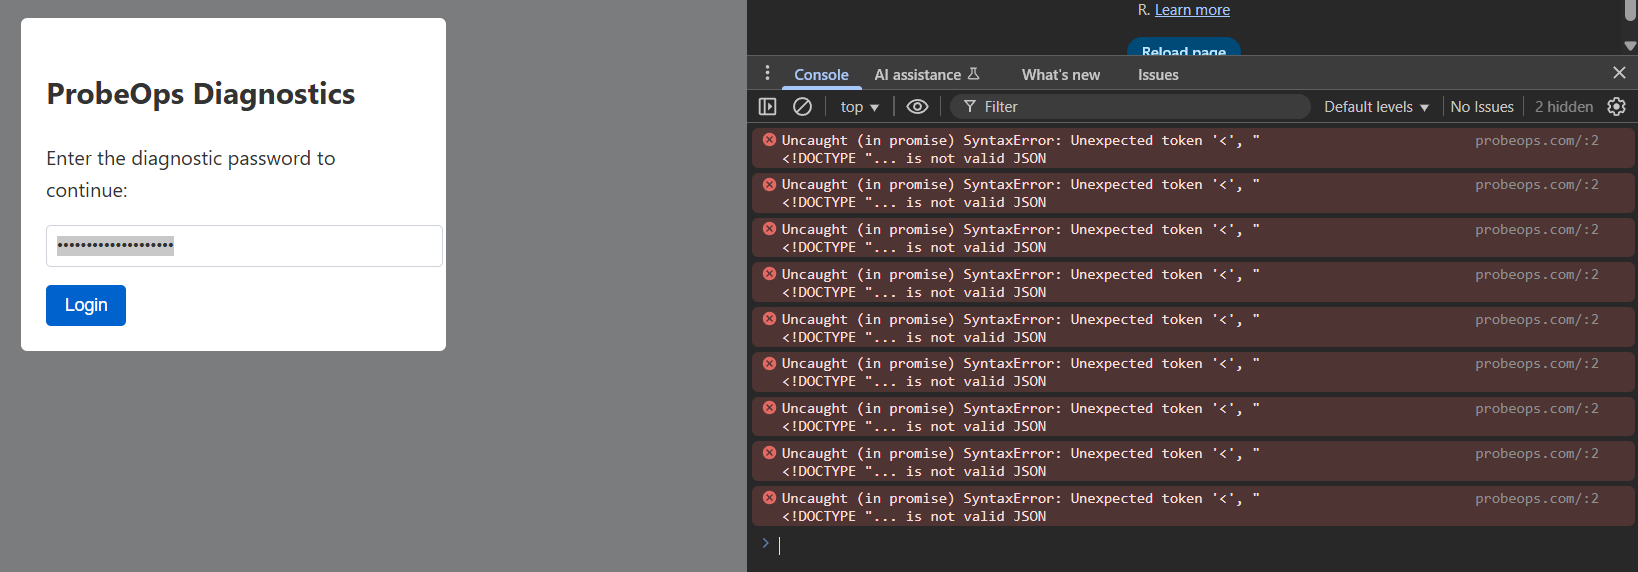 ProbeOps Diagnostics
Enter the diagnostic password to
continue:
••••••••••••••••••••
Login
R. Learn more
Reload page
Console AI assistance What's new Issues
top Filter Default levels No Issues 2 hidden
Uncaught (in promise) SyntaxError: Unexpected token '<', " probeops.com/:2
<!DOCTYPE "... is not valid JSON
Uncaught (in promise) SyntaxError: Unexpected token '<', " probeops.com/:2
<!DOCTYPE "... is not valid JSON
Uncaught (in promise) SyntaxError: Unexpected token '<', " probeops.com/:2
<!DOCTYPE "... is not valid JSON
Uncaught (in promise) SyntaxError: Unexpected token '<', " probeops.com/:2
<!DOCTYPE "... is not valid JSON
Uncaught (in promise) SyntaxError: Unexpected token '<', " probeops.com/:2
<!DOCTYPE "... is not valid JSON
Uncaught (in promise) SyntaxError: Unexpected token '<', " probeops.com/:2
<!DOCTYPE "... is not valid JSON
Uncaught (in promise) SyntaxError: Unexpected token '<', " probeops.com/:2
<!DOCTYPE "... is not valid JSON
Uncaught (in promise) SyntaxError: Unexpected token '<', " probeops.com/:2
<!DOCTYPE "... is not valid JSON
Uncaught (in promise) SyntaxError: Unexpected token '<', " probeops.com/:2
<!DOCTYPE "... is not valid JSON